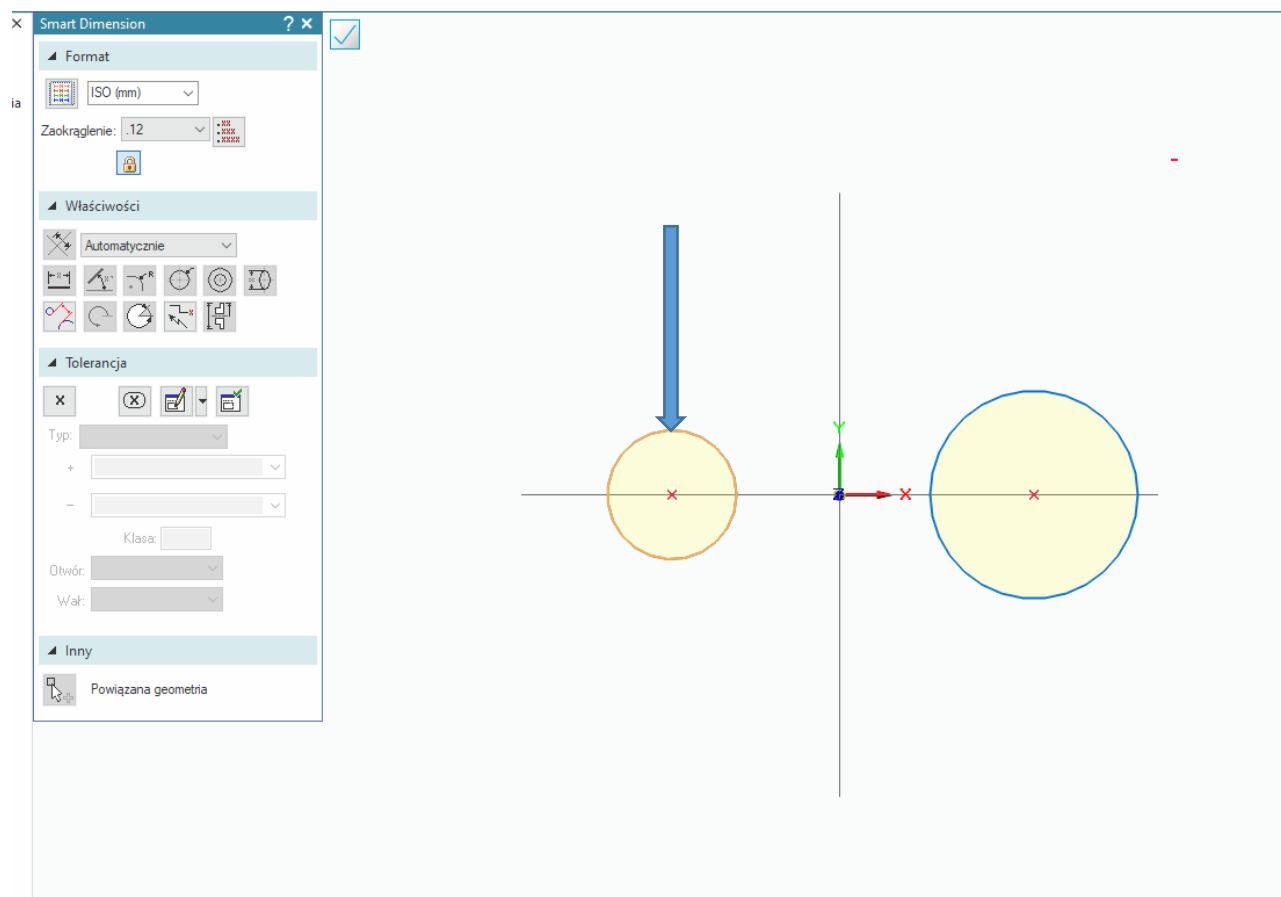 Smart Dimension ? ×
ia
Format
ISO (mm)
Zaokrąglenie: .12
Właściwości
Automatycznie
Tolerancja
x (x)
Typ:
+
−
Klasa:
Otwór:
Wał:
Inny
Powiązana geometria
Y
X